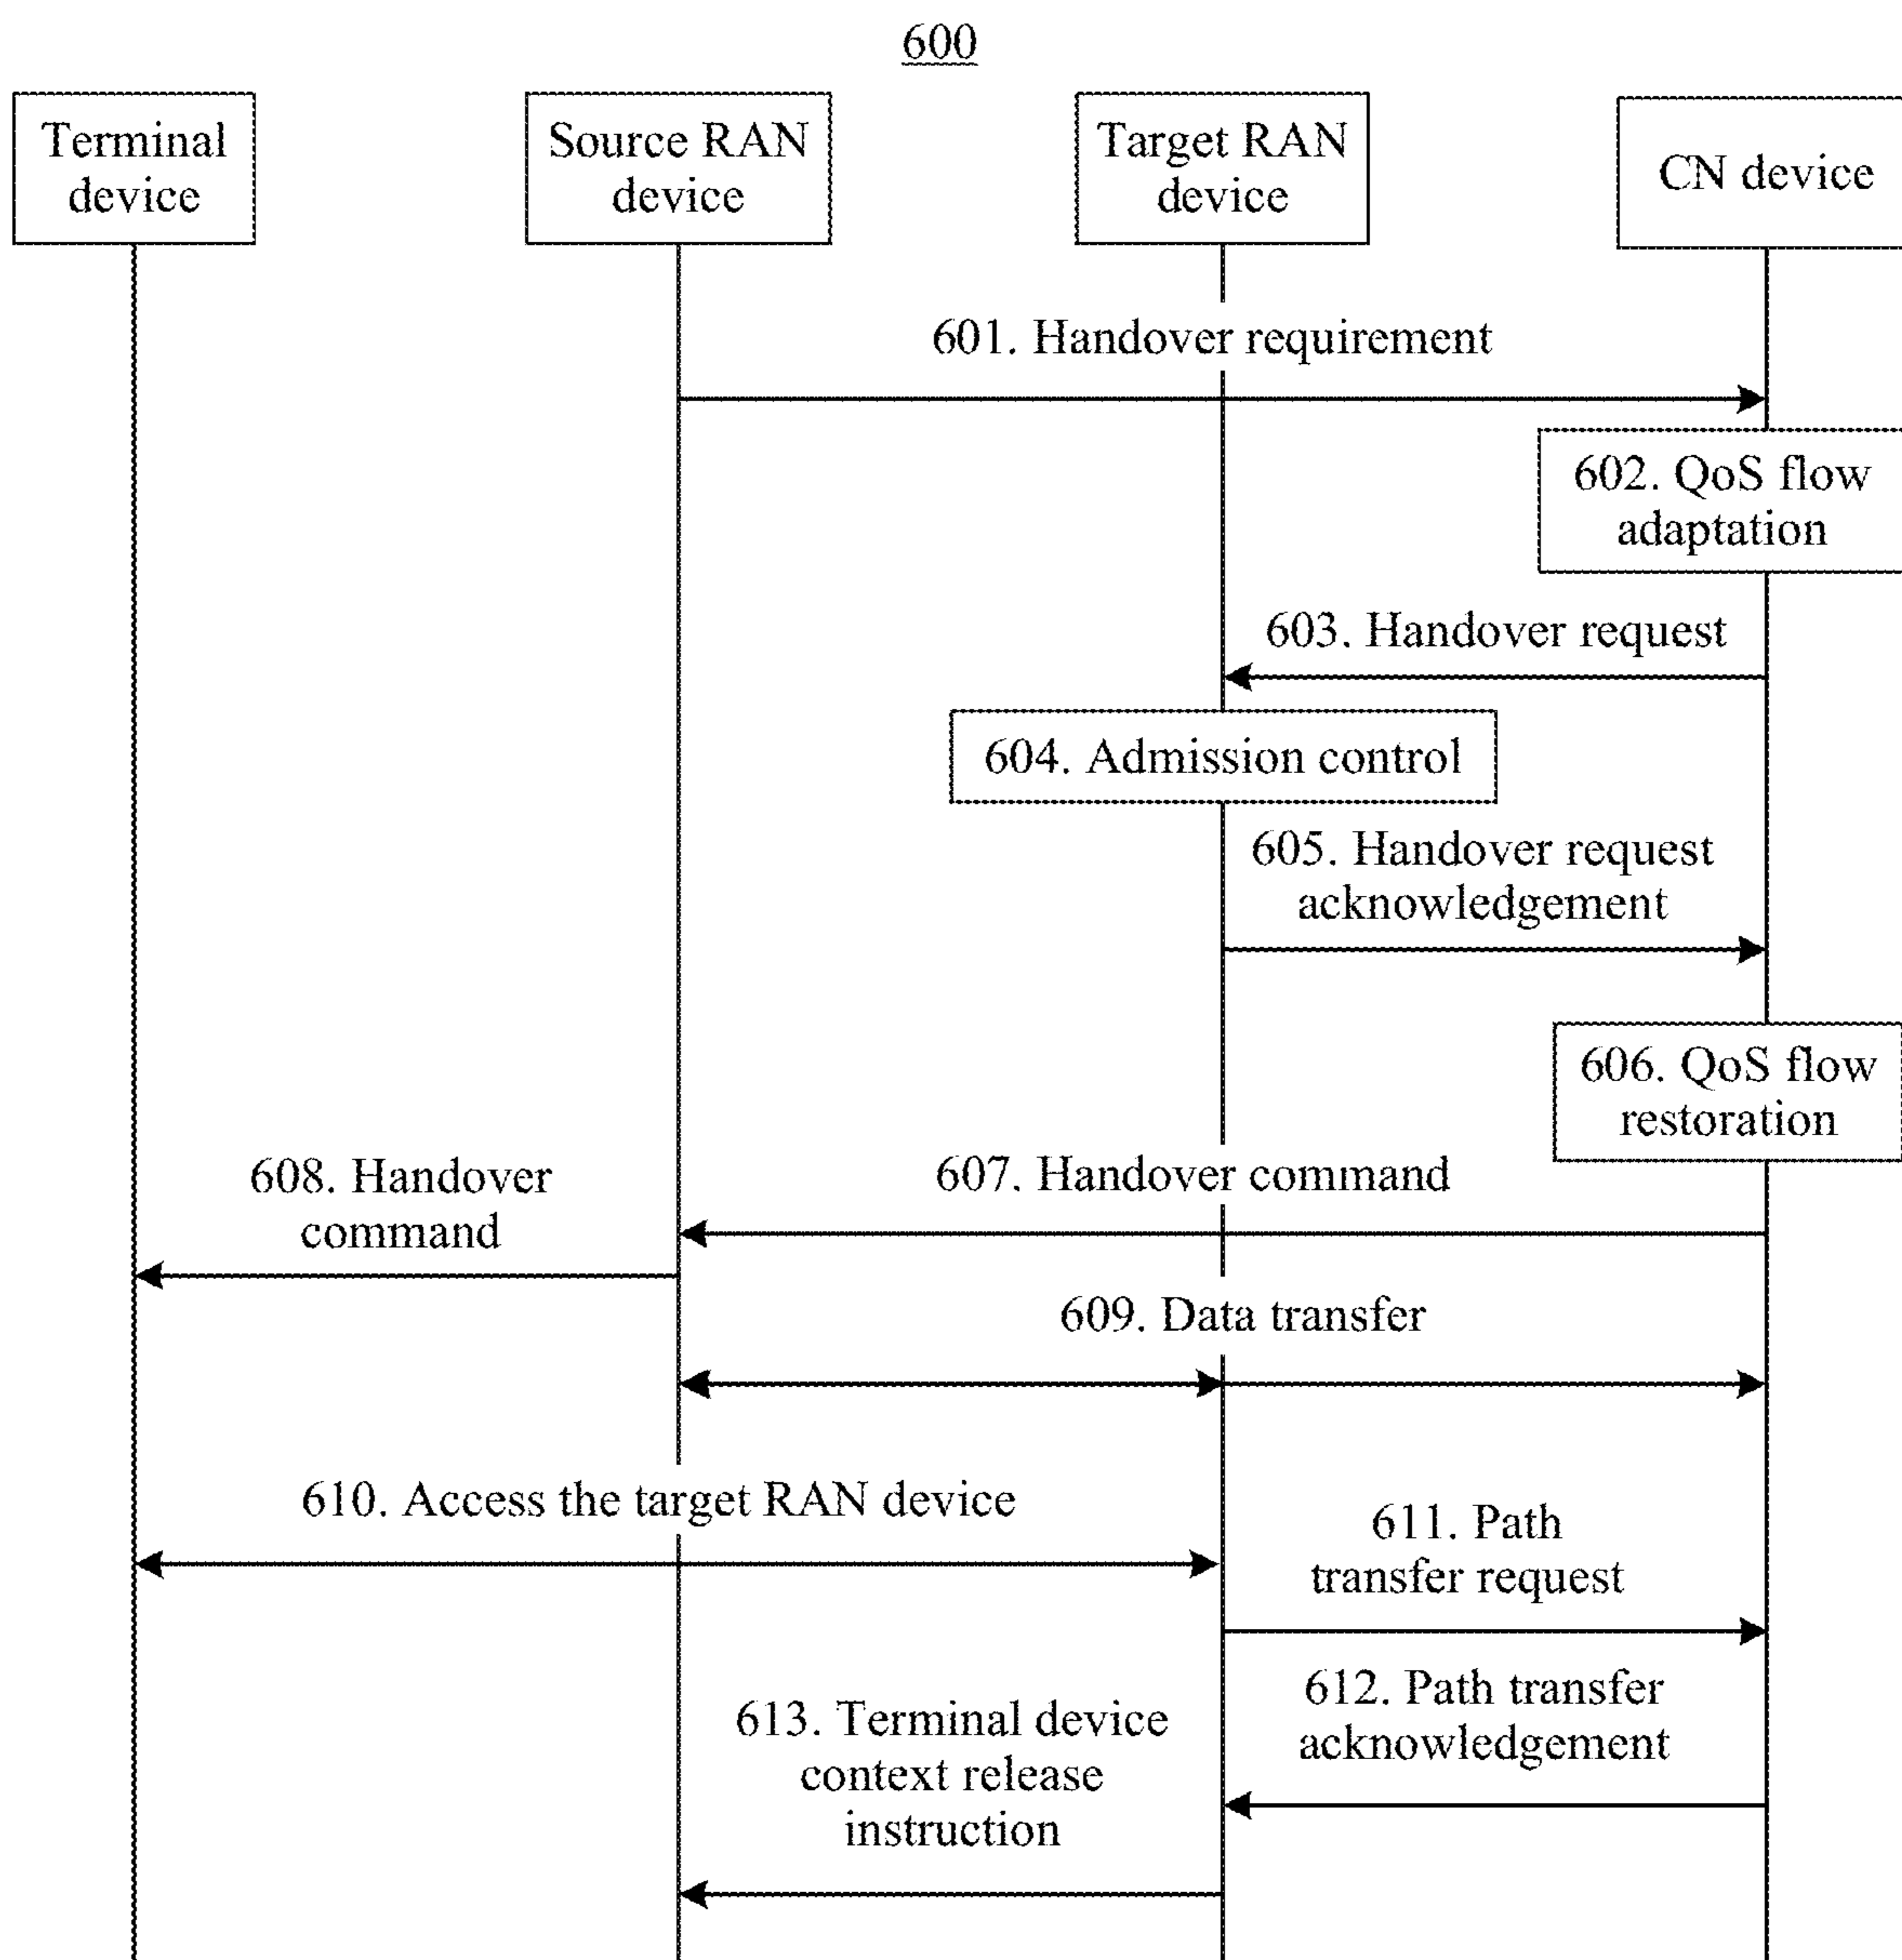 600
Terminal
device
Source RAN
device
Target RAN
device
CN device
601. Handover requirement
602. QoS flow
adaptation
603. Handover request
604. Admission control
605. Handover request
acknowledgement
606. QoS flow
restoration
607. Handover command
608. Handover
command
609. Data transfer
610. Access the target RAN device
611. Path
transfer request
612. Path transfer
acknowledgement
613. Terminal device
context release
instruction